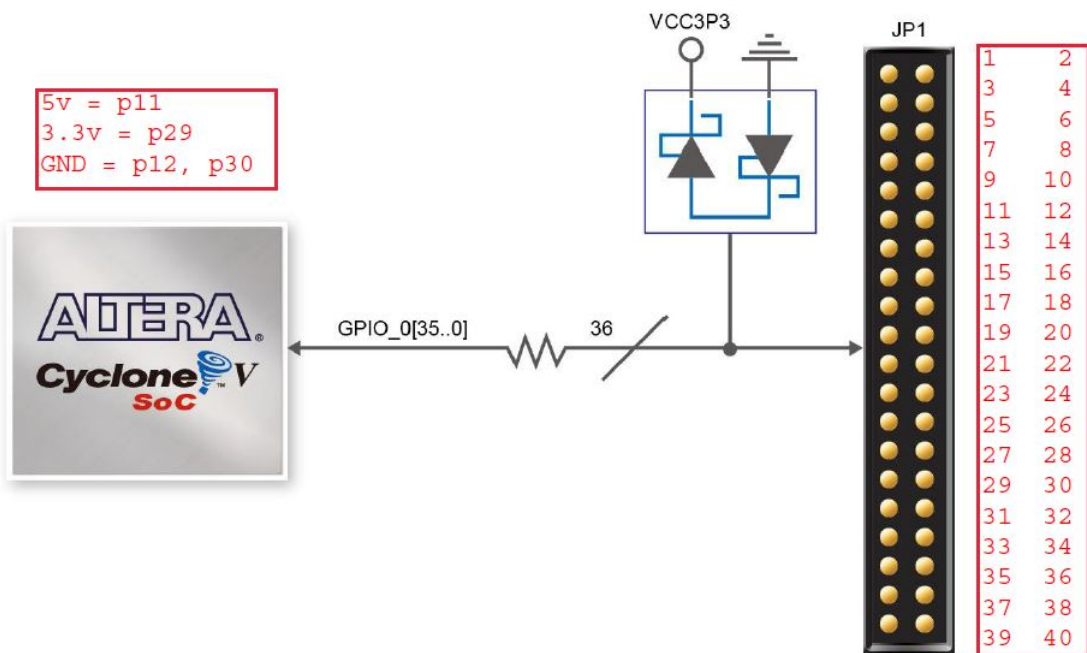 VCC3P3
JP1
5v = p11
3.3v = p29
GND = p12, p30
ALTERA®
Cyclone™ V
SoC
GPIO_0[35..0]
36
1 2
3 4
5 6
7 8
9 10
11 12
13 14
15 16
17 18
19 20
21 22
23 24
25 26
27 28
29 30
31 32
33 34
35 36
37 38
39 40